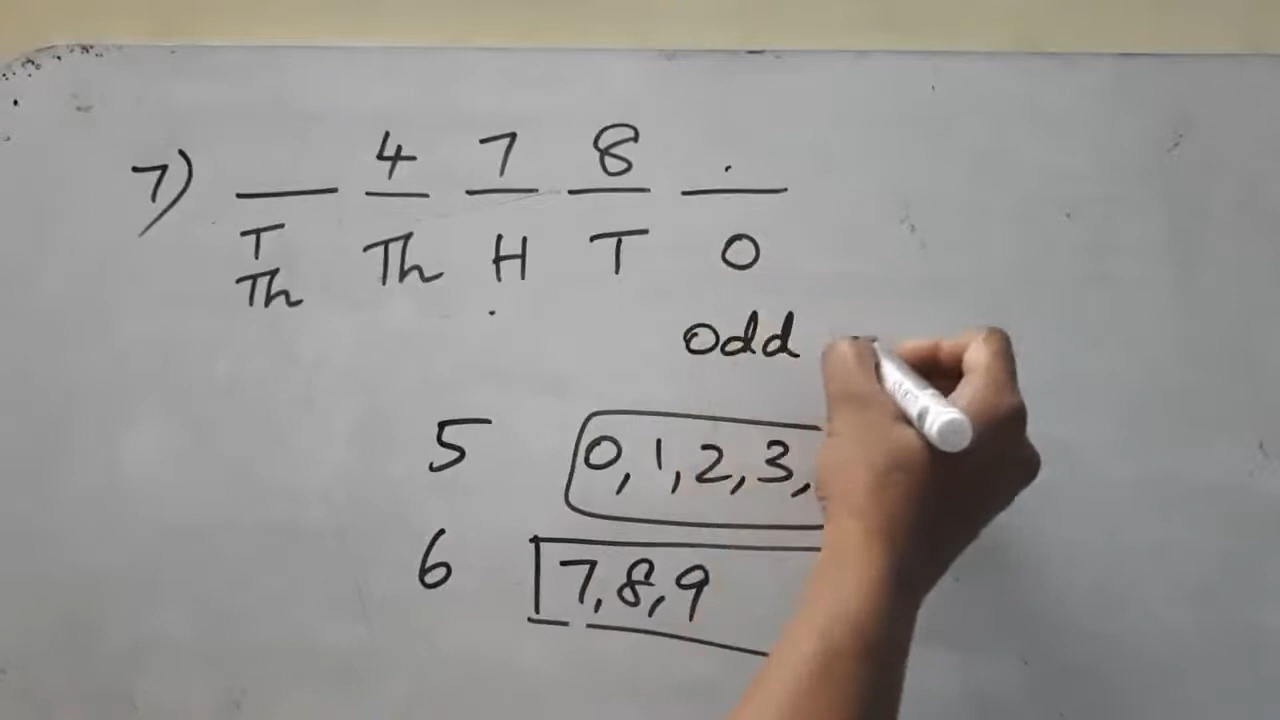 7) 4 7 8 .
T Th Th H T O
odd
5 0, 1, 2, 3,
6 7, 8, 9